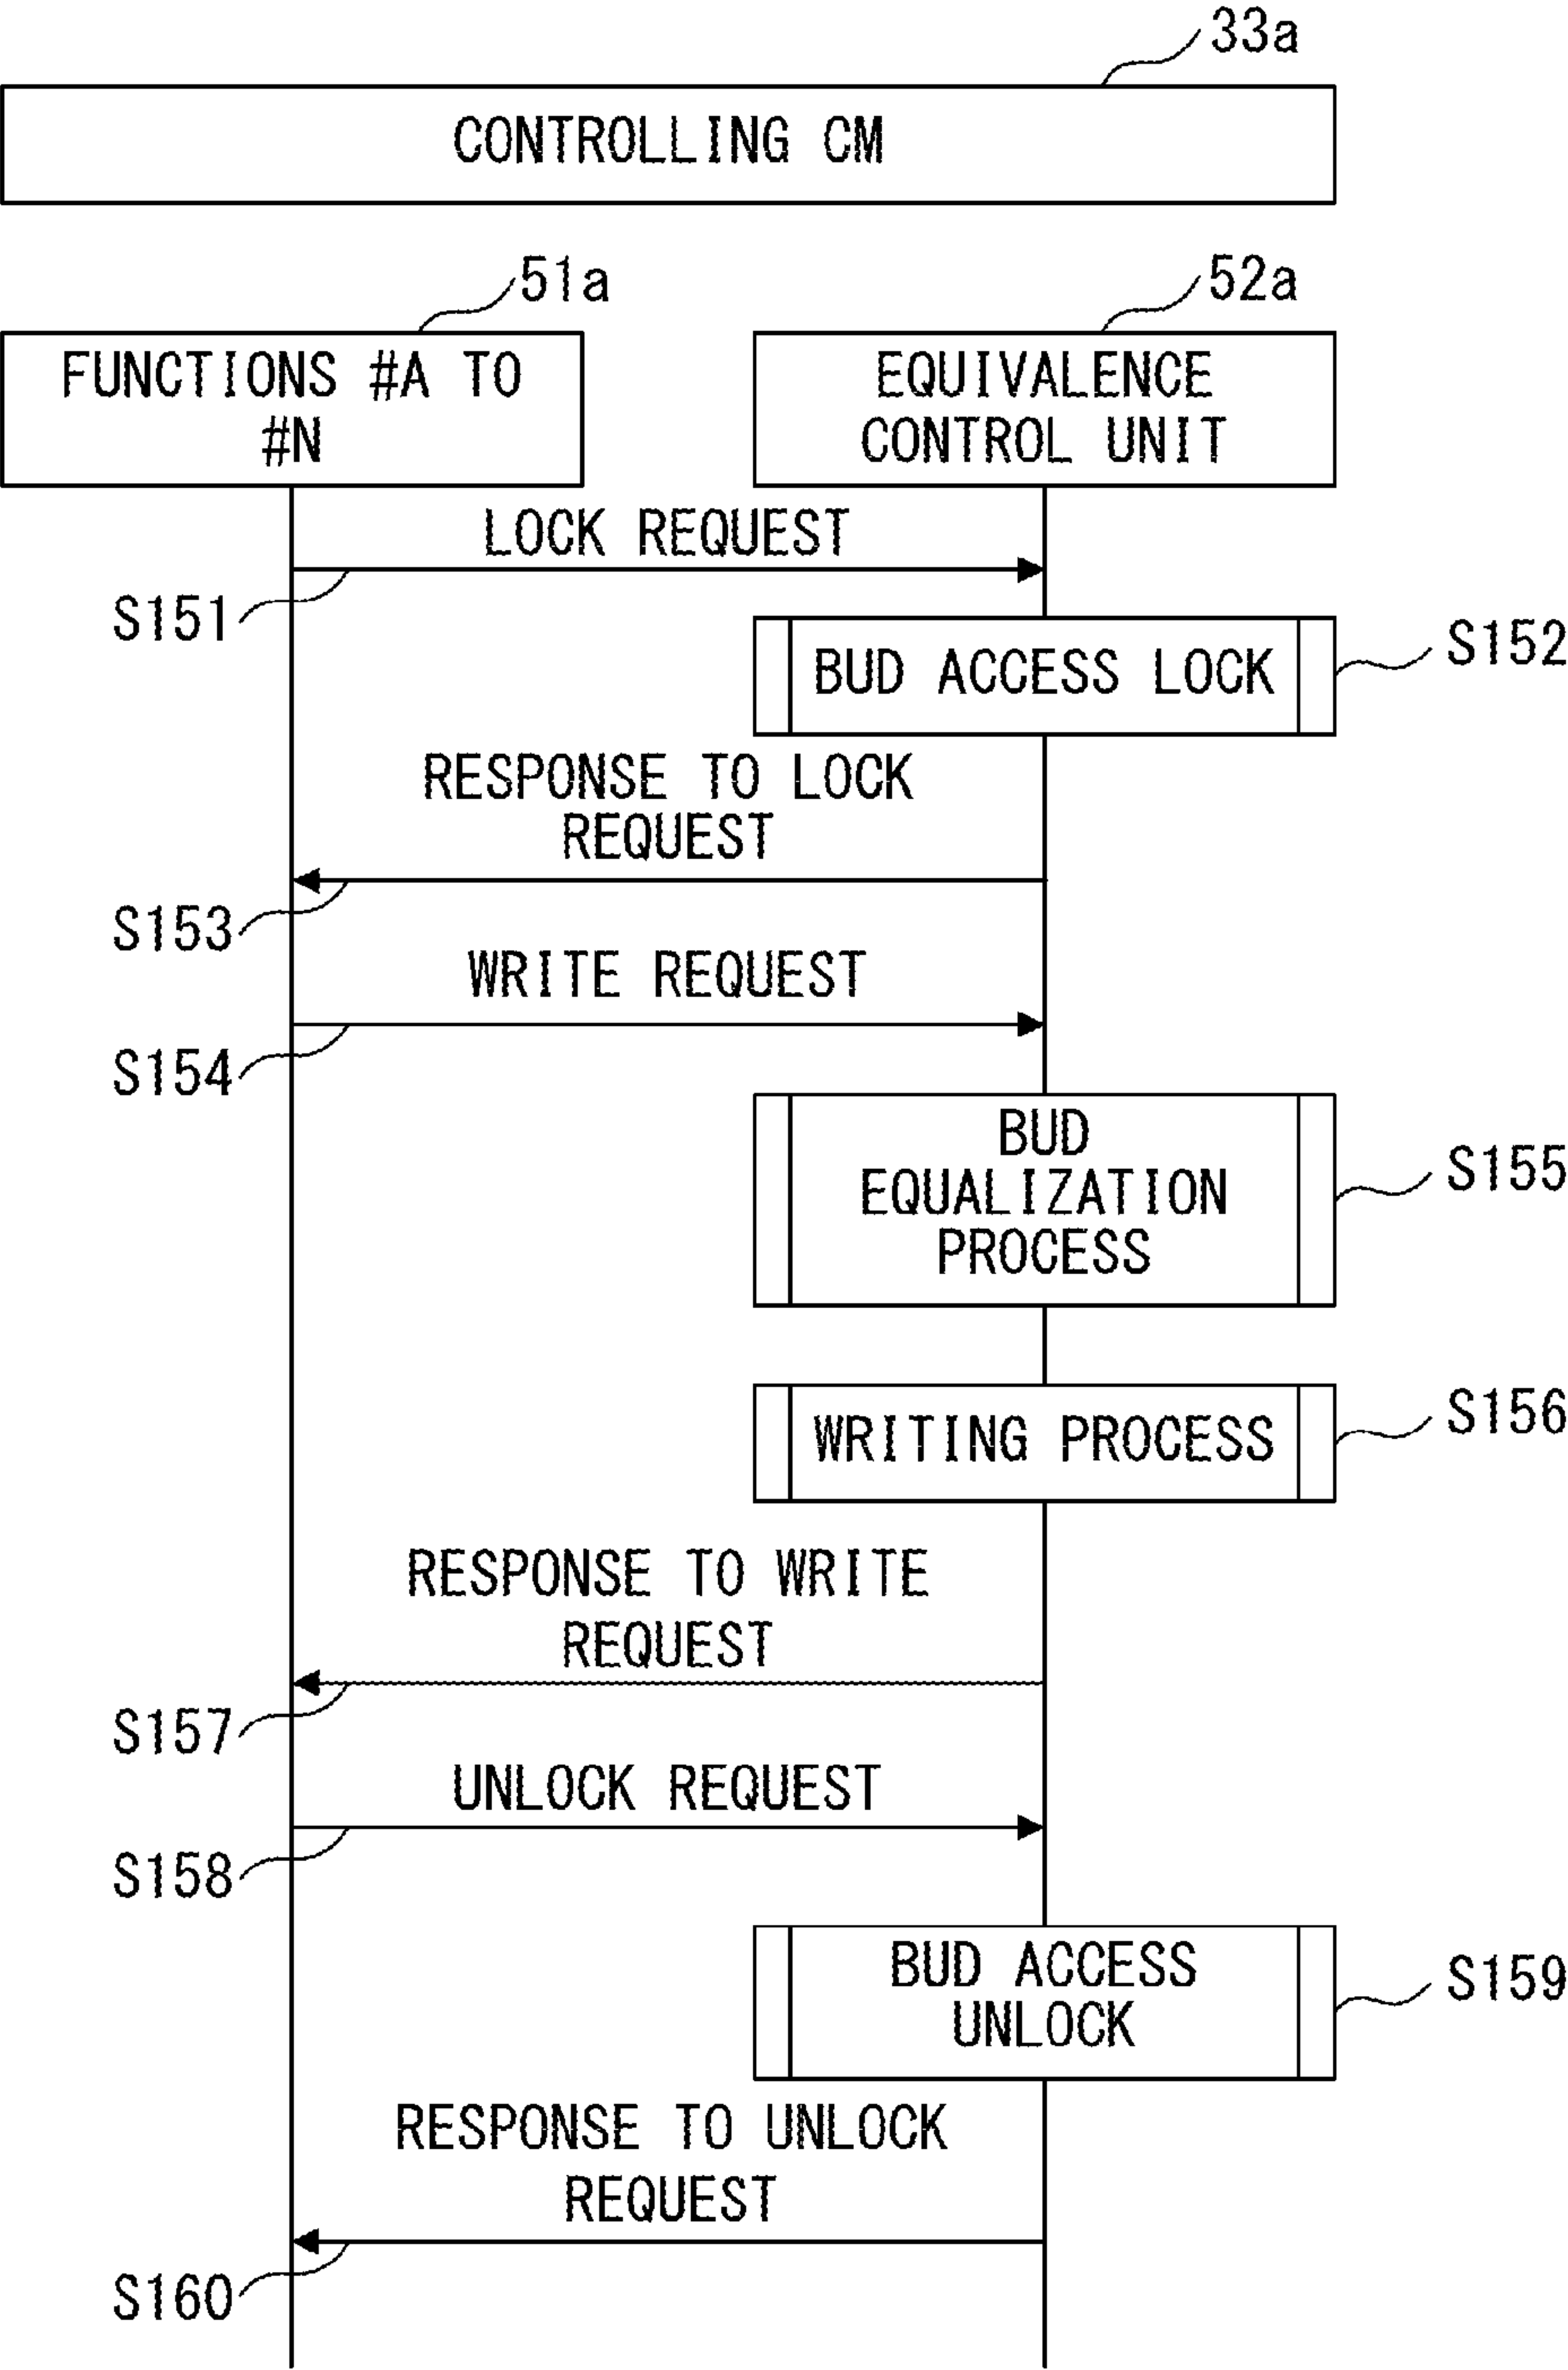 33a
CONTROLLING CM
51a
52a
FUNCTIONS #A TO
#N
EQUIVALENCE
CONTROL UNIT
LOCK REQUEST
S151
BUD ACCESS LOCK
S152
RESPONSE TO LOCK
REQUEST
S153
WRITE REQUEST
S154
BUD
EQUALIZATION
PROCESS
S155
WRITING PROCESS
S156
RESPONSE TO WRITE
REQUEST
S157
UNLOCK REQUEST
S158
BUD ACCESS
UNLOCK
S159
RESPONSE TO UNLOCK
REQUEST
S160